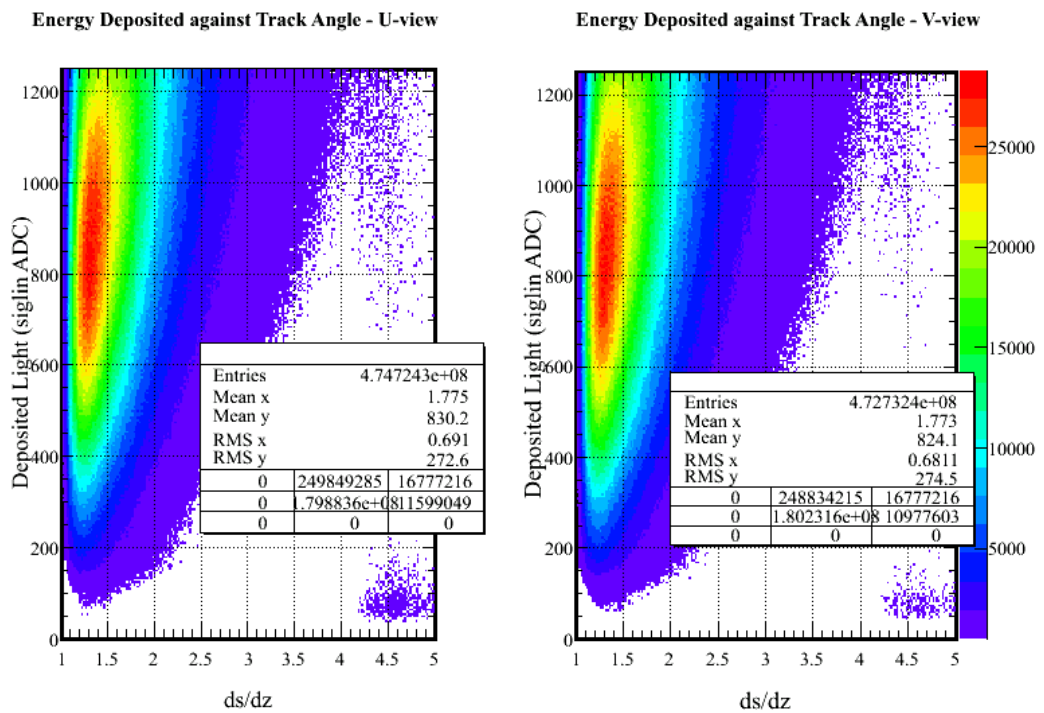 Energy Deposited against Track Angle - U-view
Deposited Light (siglin ADC)
1200
1000
800
600
400
200
0
Entries 4.747243e+08
Mean x 1.775
Mean y 830.2
RMS x 0.691
RMS y 272.6
0 249849285 16777216
0 1.798836e+08 11599049
0 0 0
1 1.5 2 2.5 3 3.5 4 4.5 5
ds/dz
Energy Deposited against Track Angle - V-view
Deposited Light (siglin ADC)
1200
1000
800
600
400
200
0
Entries 4.727324e+08
Mean x 1.773
Mean y 824.1
RMS x 0.6811
RMS y 274.5
0 248834215 16777216
0 1.802316e+08 10977603
0 0 0
1 1.5 2 2.5 3 3.5 4 4.5 5
ds/dz
25000
20000
15000
10000
5000